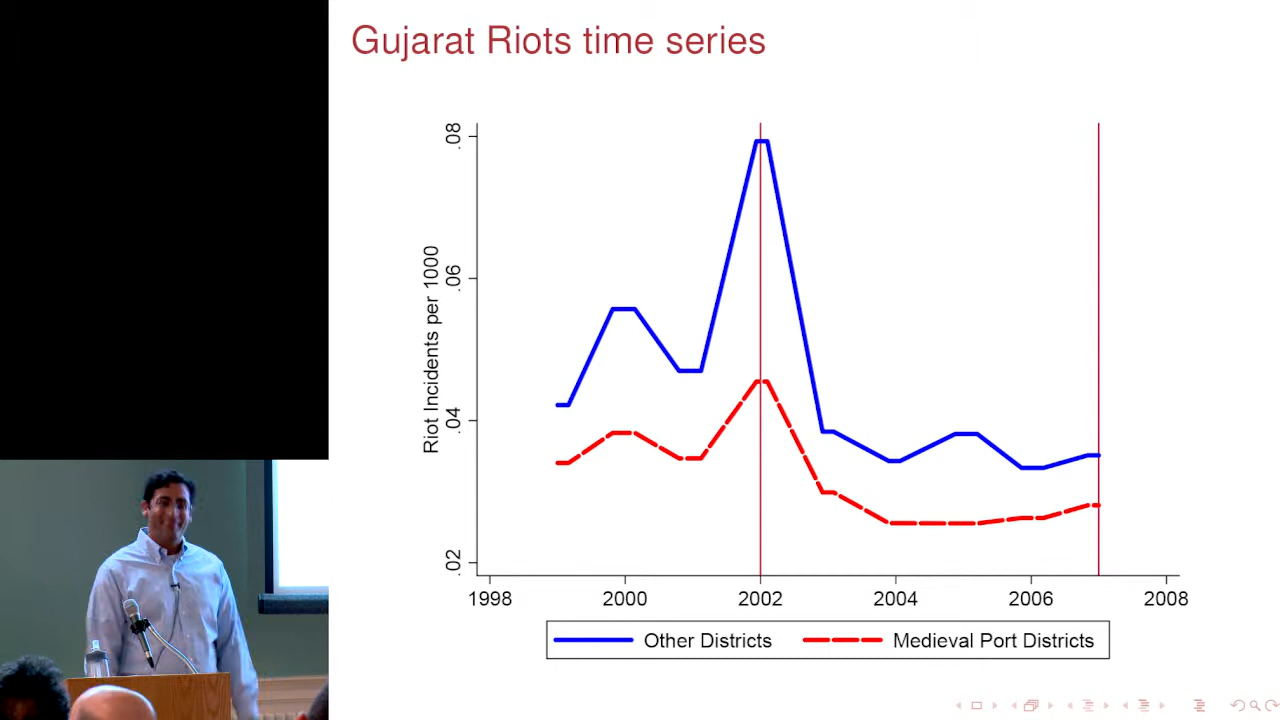 Gujarat Riots time series
Riot Incidents per 1000
.08
.06
.04
.02
1998 2000 2002 2004 2006 2008
Other Districts Medieval Port Districts